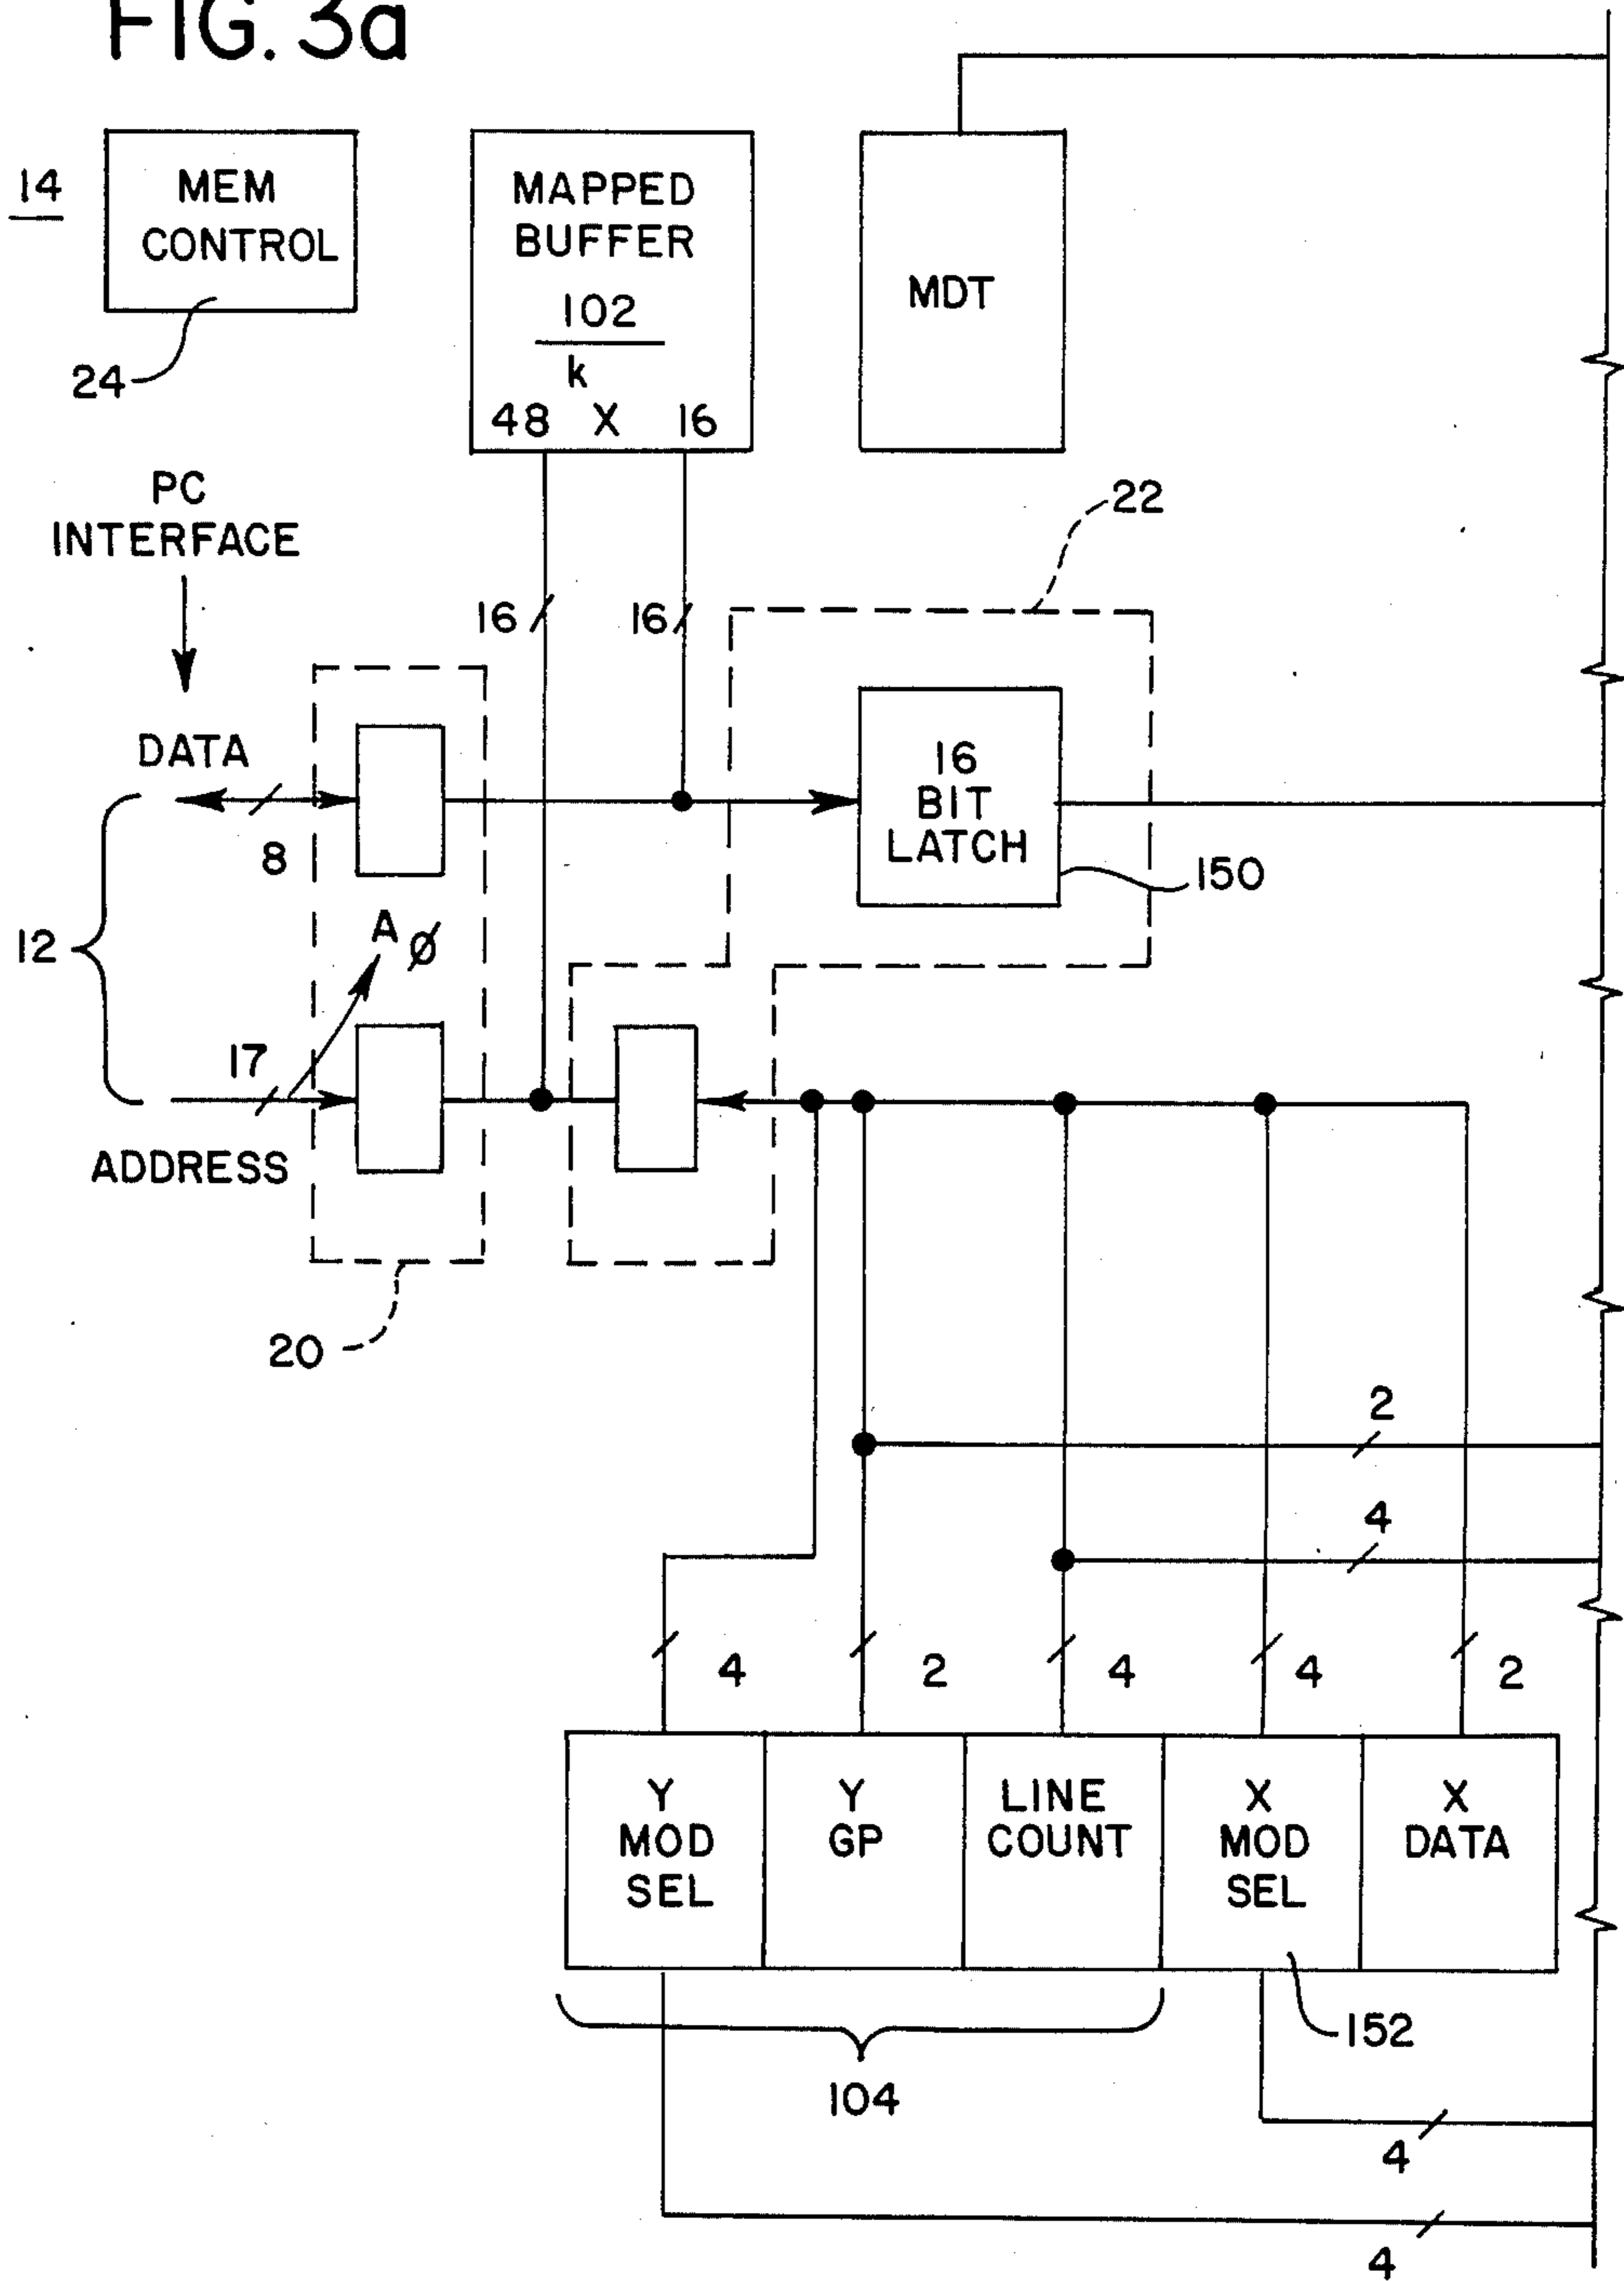 FIG. 3a
14
MEM
CONTROL
24
MAPPED
BUFFER
102
k
48 X 16
MDT
PC
INTERFACE
22
16
16
DATA
8
16
BIT
LATCH
150
12
A Ø
17
ADDRESS
20
2
4
4
2
4
4
2
Y
MOD
SEL
Y
GP
LINE
COUNT
X
MOD
SEL
X
DATA
152
104
4
4